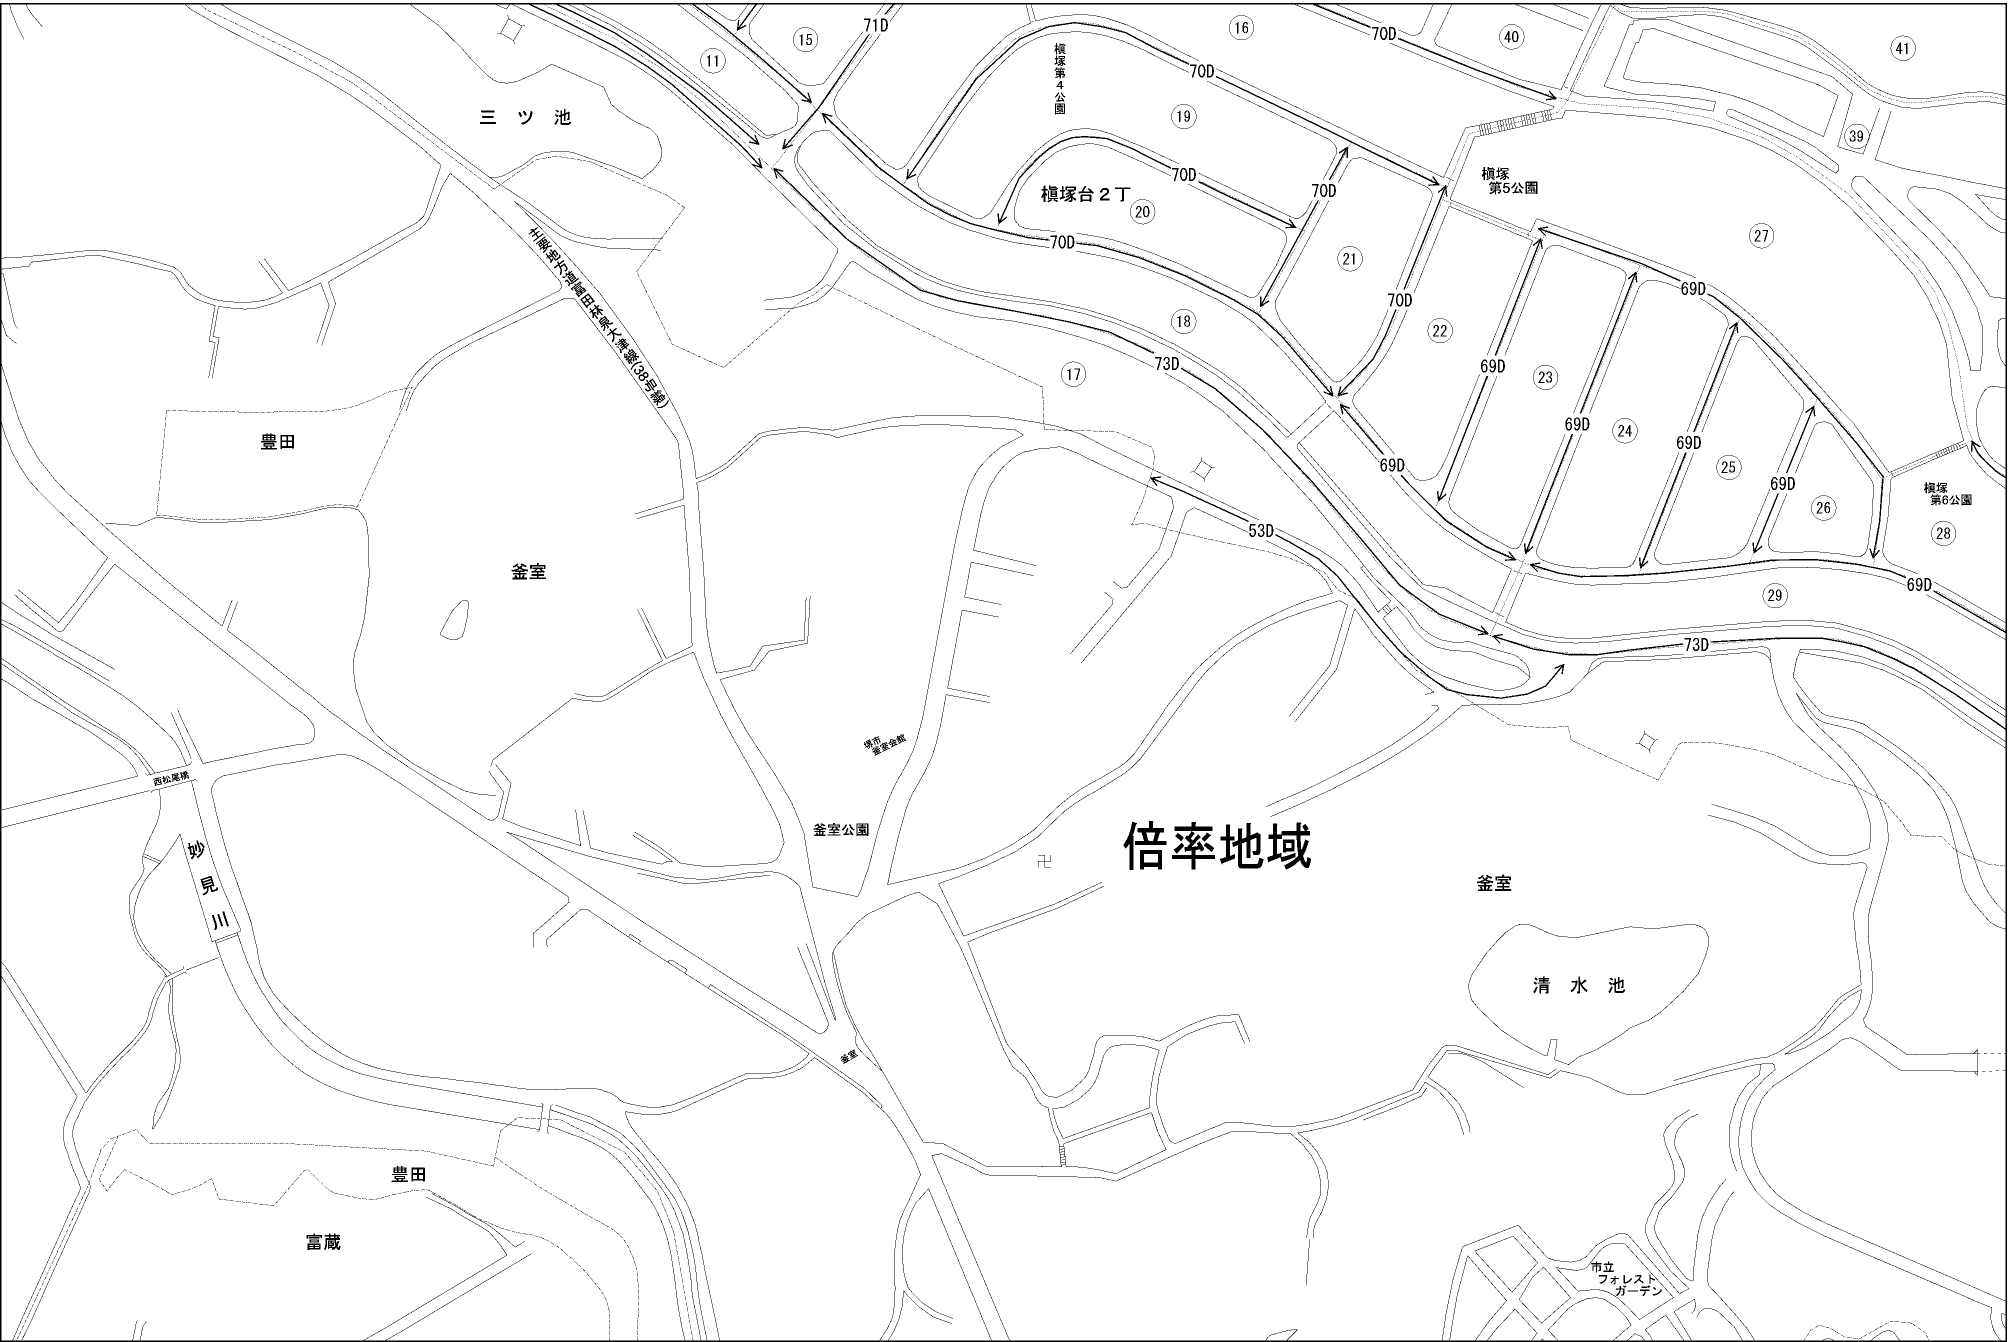 15
71D
16
70D
40
41
11
槇塚第4公園
70D
三ツ池
19
39
70D
槇塚
第5公園
70D
槇塚台2丁
20
27
主要地方道富田林泉大津線(38号線)
70D
21
69D
70D
18
22
73D
69D
17
23
69D
24
豊田
69D
69D
25
69D
槇塚
第6公園
26
53D
28
釜室
69D
29
73D
堺市
釜室会館
西松尾橋
釜室公園
倍率地域
卍
妙見川
釜室
清水池
釜室
豊田
富蔵
市立
フォレスト
ガーデン